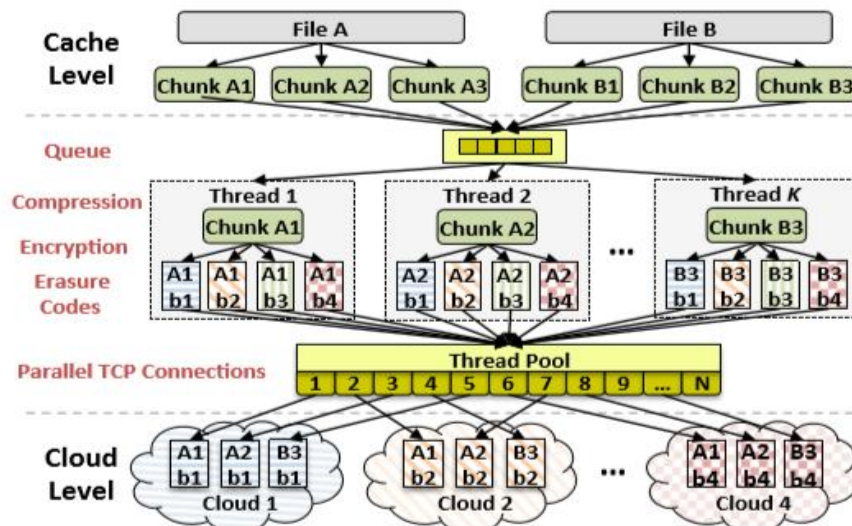 Cache Level
File A
File B
Chunk A1
Chunk A2
Chunk A3
Chunk B1
Chunk B2
Chunk B3
Queue
Compression
Encryption
Erasure Codes
Thread 1
Chunk A1
A1 b1
A1 b2
A1 b3
A1 b4
Thread 2
Chunk A2
A2 b1
A2 b2
A2 b3
A2 b4
...
Thread K
Chunk B3
B3 b1
B3 b2
B3 b3
B3 b4
Parallel TCP Connections
Thread Pool
1 2 3 4 5 6 7 8 9 ... N
Cloud Level
A1 b1
A2 b1
B3 b1
Cloud 1
A1 b2
A2 b2
B3 b2
Cloud 2
...
A1 b4
A2 b4
B3 b4
Cloud 4